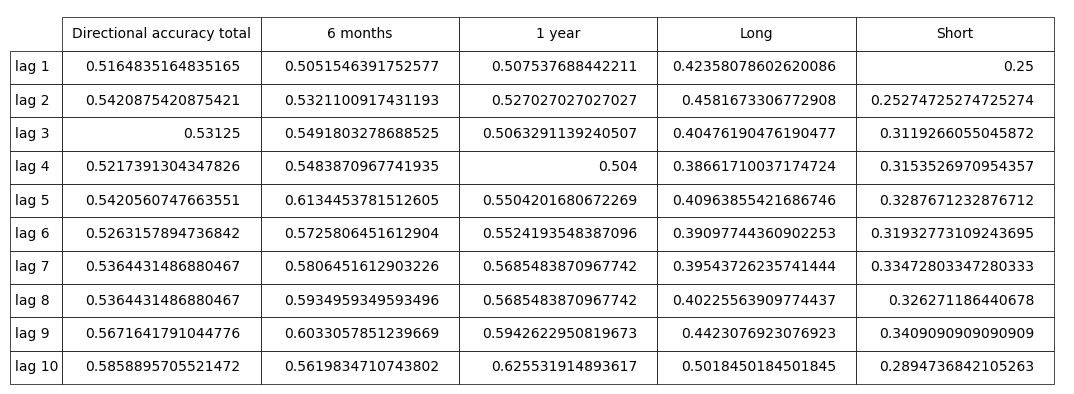 Directional accuracy total 6 months 1 year Long Short
lag 1 0.5164835164835165 0.5051546391752577 0.507537688442211 0.42358078602620086 0.25
lag 2 0.5420875420875421 0.5321100917431193 0.527027027027027 0.4581673306772908 0.25274725274725274
lag 3 0.53125 0.5491803278688525 0.5063291139240507 0.40476190476190477 0.3119266055045872
lag 4 0.5217391304347826 0.5483870967741935 0.504 0.38661710037174724 0.3153526970954357
lag 5 0.5420560747663551 0.6134453781512605 0.5504201680672269 0.40963855421686746 0.3287671232876712
lag 6 0.5263157894736842 0.5725806451612904 0.5524193548387096 0.39097744360902253 0.31932773109243695
lag 7 0.5364431486880467 0.5806451612903226 0.5685483870967742 0.39543726235741444 0.33472803347280333
lag 8 0.5364431486880467 0.5934959349593496 0.5685483870967742 0.40225563909774437 0.326271186440678
lag 9 0.5671641791044776 0.6033057851239669 0.5942622950819673 0.4423076923076923 0.3409090909090909
lag 10 0.5858895705521472 0.5619834710743802 0.625531914893617 0.5018450184501845 0.2894736842105263